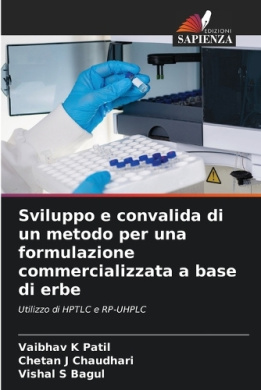 EDIZIONI
SAPIENZA
Sviluppo e convalida di
un metodo per una
formulazione
commercializzata a base
di erbe
Utilizzo di HPTLC e RP-UHPLC
Vaibhav K Patil
Chetan J Chaudhari
Vishal S Bagul